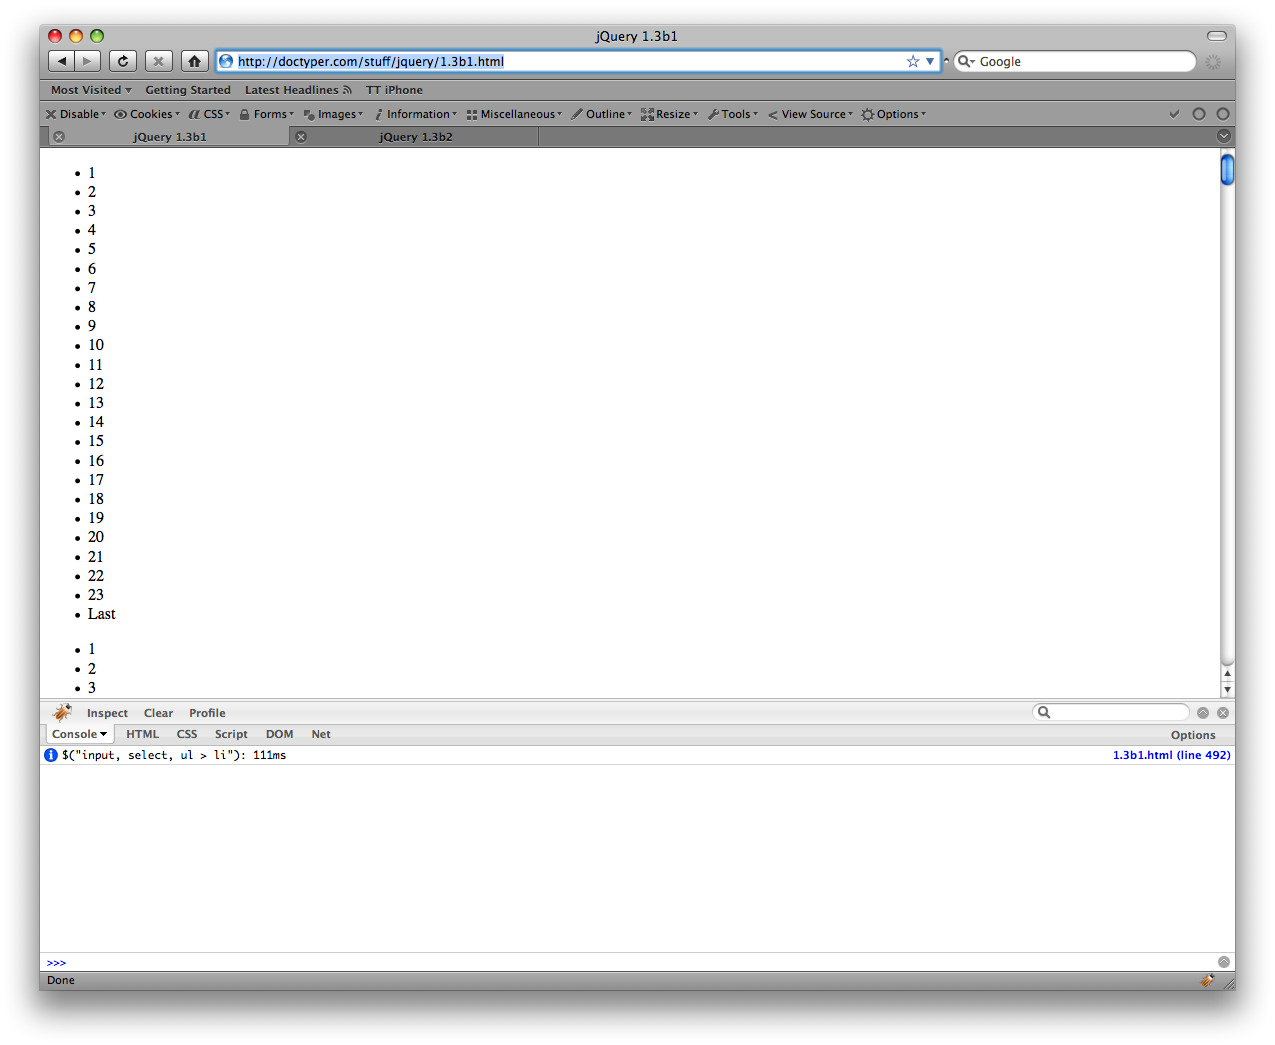 jQuery 1.3b1
http://doctyper.com/stuff/jquery/1.3b1.html
Google
Most Visited Getting Started Latest Headlines TT iPhone
Disable Cookies CSS Forms Images Information Miscellaneous Outline Resize Tools View Source Options
jQuery 1.3b1 jQuery 1.3b2
• 1
• 2
• 3
• 4
• 5
• 6
• 7
• 8
• 9
• 10
• 11
• 12
• 13
• 14
• 15
• 16
• 17
• 18
• 19
• 20
• 21
• 22
• 23
• Last
• 1
• 2
• 3
Inspect Clear Profile
Console HTML CSS Script DOM Net Options
$("input, select, ul > li"): 111ms 1.3b1.html (line 492)
>>>
Done